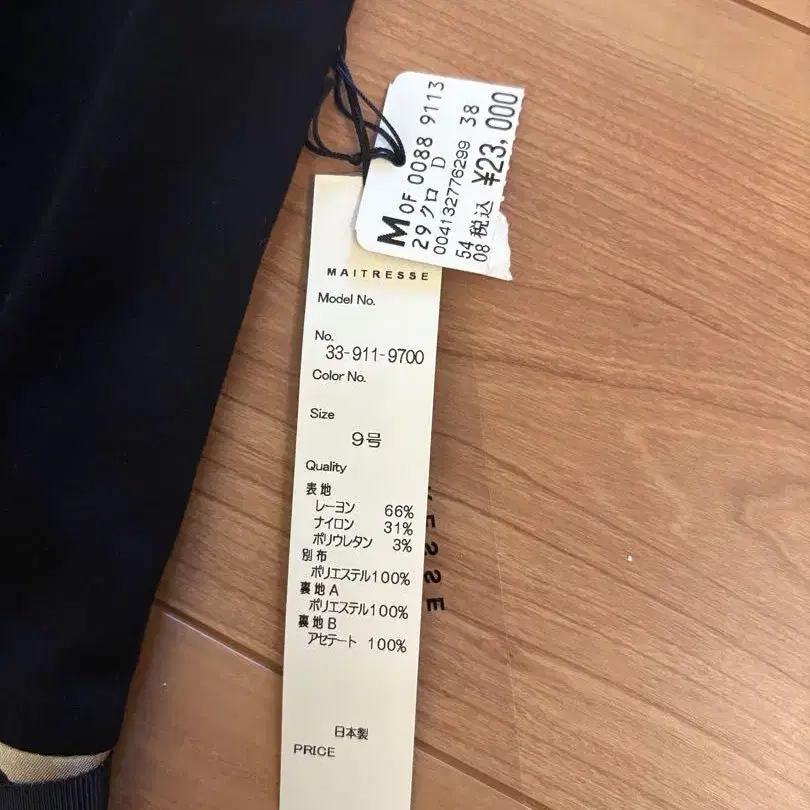 M OF 0088 9113
29 クロ D
004132776299 38
54
08 税込 ¥23,000
MAITRESSE
Model No.
No.
33-911-9700
Color No.
Size
9号
Quality
表地
レーヨン 66%
ナイロン 31%
ポリウレタン 3%
別布
ポリエステル100%
裏地A
ポリエステル100%
裏地B
アセテート 100%
日本製
PRICE